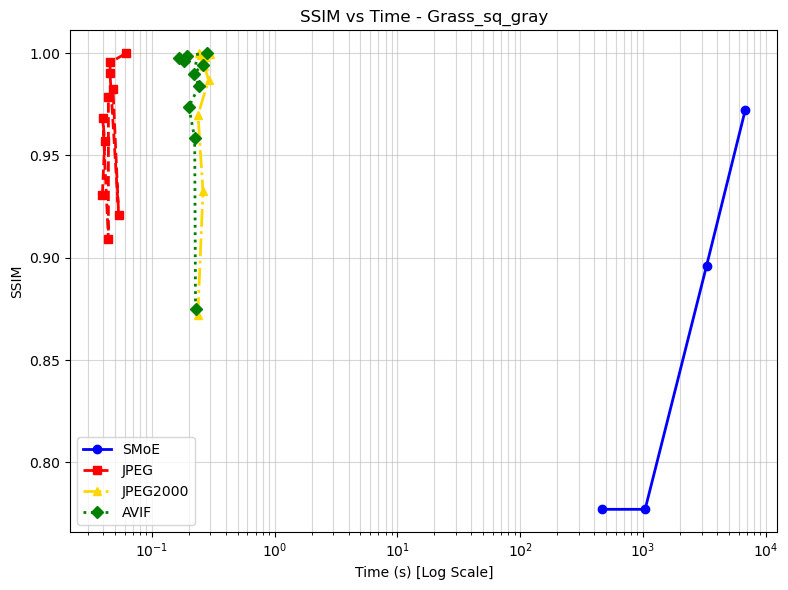 SSIM vs Time - Grass_sq_gray
1.00
0.95
0.90
0.85
0.80
SSIM
SMoE
JPEG
JPEG2000
AVIF
10⁻¹ 10⁰ 10¹ 10² 10³ 10⁴
Time (s) [Log Scale]